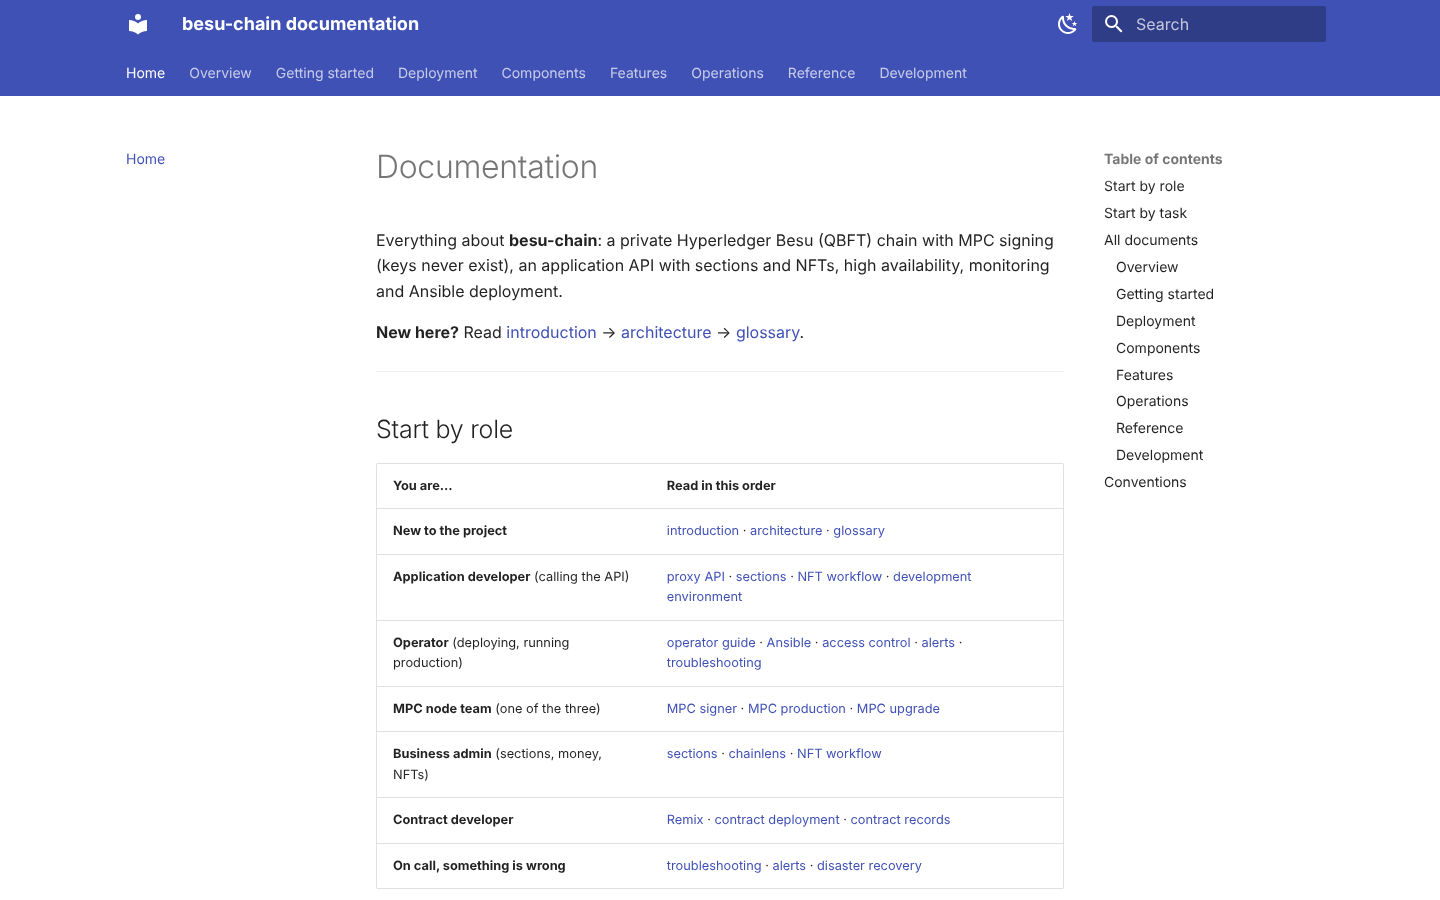 besu-chain documentation
Search
Home Overview Getting started Deployment Components Features Operations Reference Development
Home
Documentation
Everything about besu-chain: a private Hyperledger Besu (QBFT) chain with MPC signing
(keys never exist), an application API with sections and NFTs, high availability, monitoring
and Ansible deployment.
New here? Read introduction → architecture → glossary.
Start by role
You are... Read in this order
New to the project introduction · architecture · glossary
Application developer (calling the API) proxy API · sections · NFT workflow · development
environment
Operator (deploying, running operator guide · Ansible · access control · alerts ·
production) troubleshooting
MPC node team (one of the three) MPC signer · MPC production · MPC upgrade
Business admin (sections, money, sections · chainlens · NFT workflow
NFTs)
Contract developer Remix · contract deployment · contract records
On call, something is wrong troubleshooting · alerts · disaster recovery
Table of contents
Start by role
Start by task
All documents
Overview
Getting started
Deployment
Components
Features
Operations
Reference
Development
Conventions